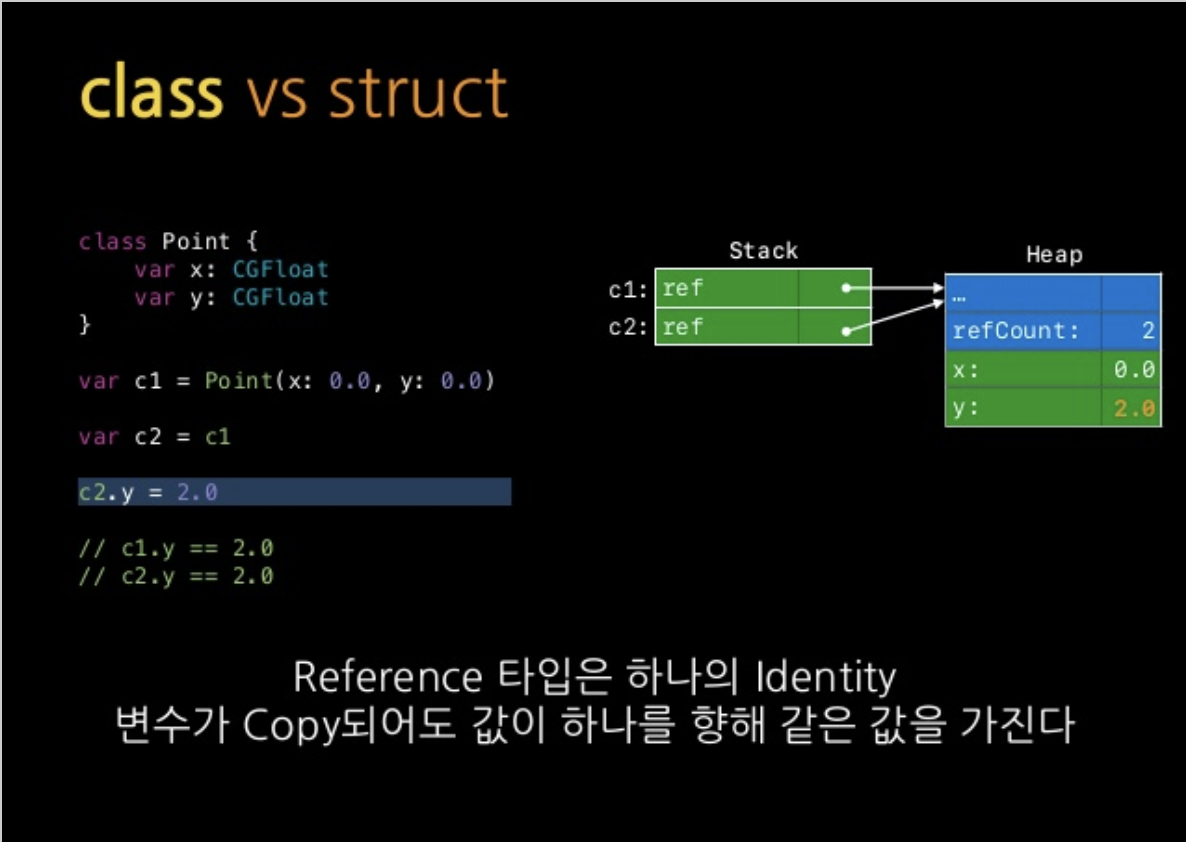 class vs struct
class Point {
    var x: CGFloat
    var y: CGFloat
}
var c1 = Point(x: 0.0, y: 0.0)
var c2 = c1
c2.y = 2.0
// c1.y == 2.0
// c2.y == 2.0
Stack
c1: ref
c2: ref
Heap
…
refCount: 2
x: 0.0
y: 2.0
Reference 타입은 하나의 Identity
변수가 Copy되어도 값이 하나를 향해 같은 값을 가진다